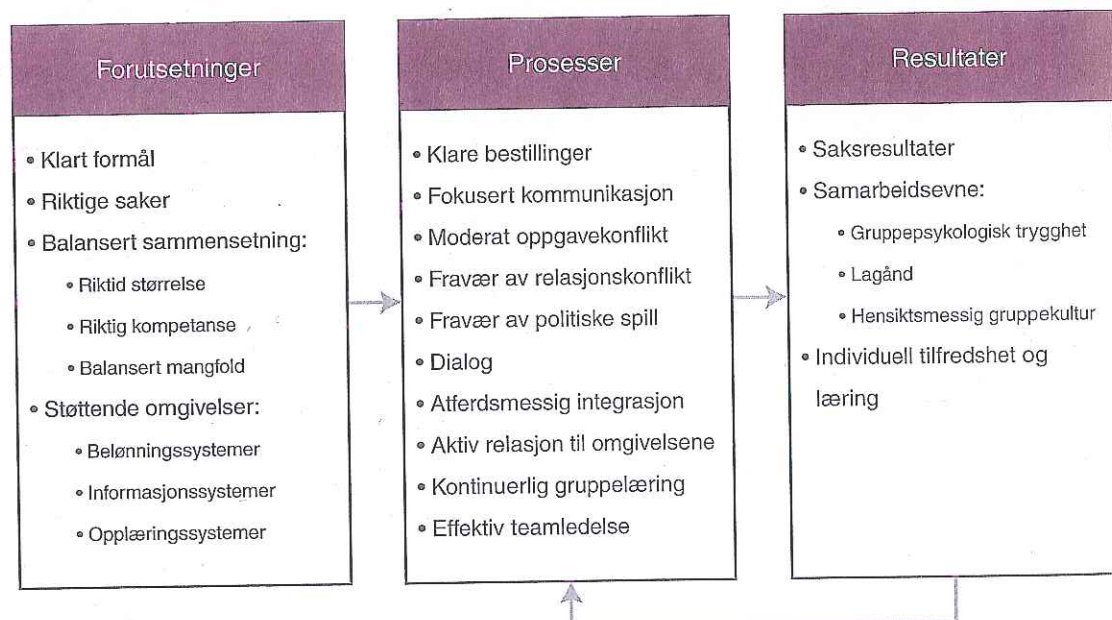 Forutsetninger
• Klart formål
• Riktige saker
• Balansert sammensetning:
• Riktid størrelse
• Riktig kompetanse
• Balansert mangfold
• Støttende omgivelser:
• Belønningssystemer
• Informasjonssystemer
• Opplæringssystemer
Prosesser
• Klare bestillinger
• Fokusert kommunikasjon
• Moderat oppgavekonflikt
• Fravær av relasjonskonflikt
• Fravær av politiske spill
• Dialog
• Atferdsmessig integrasjon
• Aktiv relasjon til omgivelsene
• Kontinuerlig gruppelæring
• Effektiv teamledelse
Resultater
• Saksresultater
• Samarbeidsevne:
• Gruppepsykologisk trygghet
• Lagånd
• Hensiktsmessig gruppekultur
• Individuell tilfredshet og
læring